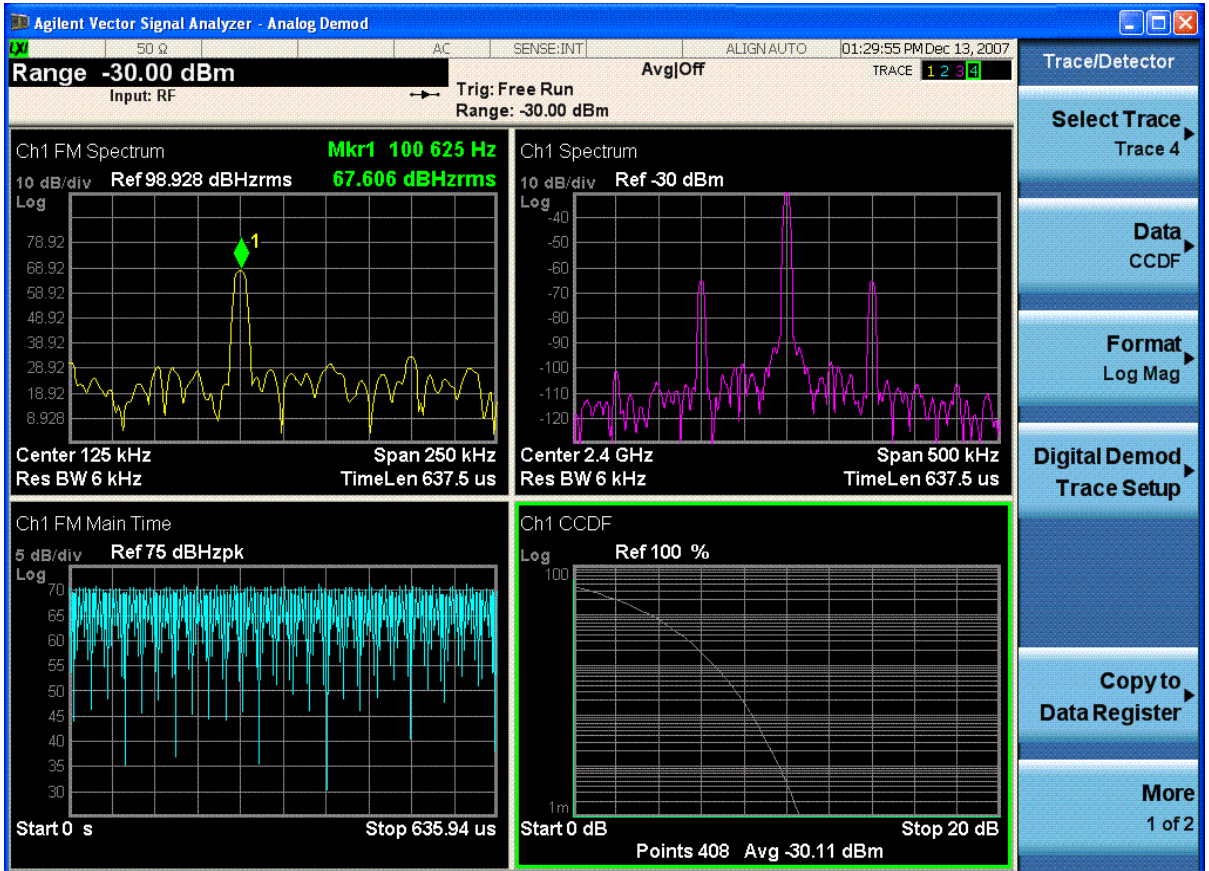 Agilent Vector Signal Analyzer - Analog Demod
LXI 50 Ω AC SENSE:INT ALIGN AUTO 01:29:55 PM Dec 13, 2007
Range -30.00 dBm
Input: RF
Trig: Free Run
Range: -30.00 dBm
Avg|Off
TRACE 1 2 3 4
Ch1 FM Spectrum
Mkr1 100 625 Hz
10 dB/div Ref 98.928 dBHzrms
67.606 dBHzrms
Log
1
78.92
68.92
58.92
48.92
38.92
28.92
18.92
8.928
Center 125 kHz
Span 250 kHz
Res BW 6 kHz
TimeLen 637.5 us
Ch1 Spectrum
10 dB/div Ref -30 dBm
Log
-40
-50
-60
-70
-80
-90
-100
-110
-120
Center 2.4 GHz
Span 500 kHz
Res BW 6 kHz
TimeLen 637.5 us
Ch1 FM Main Time
5 dB/div Ref 75 dBHzpk
Log
70
65
60
55
50
45
40
35
30
Start 0 s
Stop 635.94 us
Ch1 CCDF
Log Ref 100 %
100
1m
Start 0 dB
Stop 20 dB
Points 408 Avg -30.11 dBm
Trace/Detector
Select Trace
Trace 4
Data
CCDF
Format
Log Mag
Digital Demod
Trace Setup
Copy to
Data Register
More
1 of 2